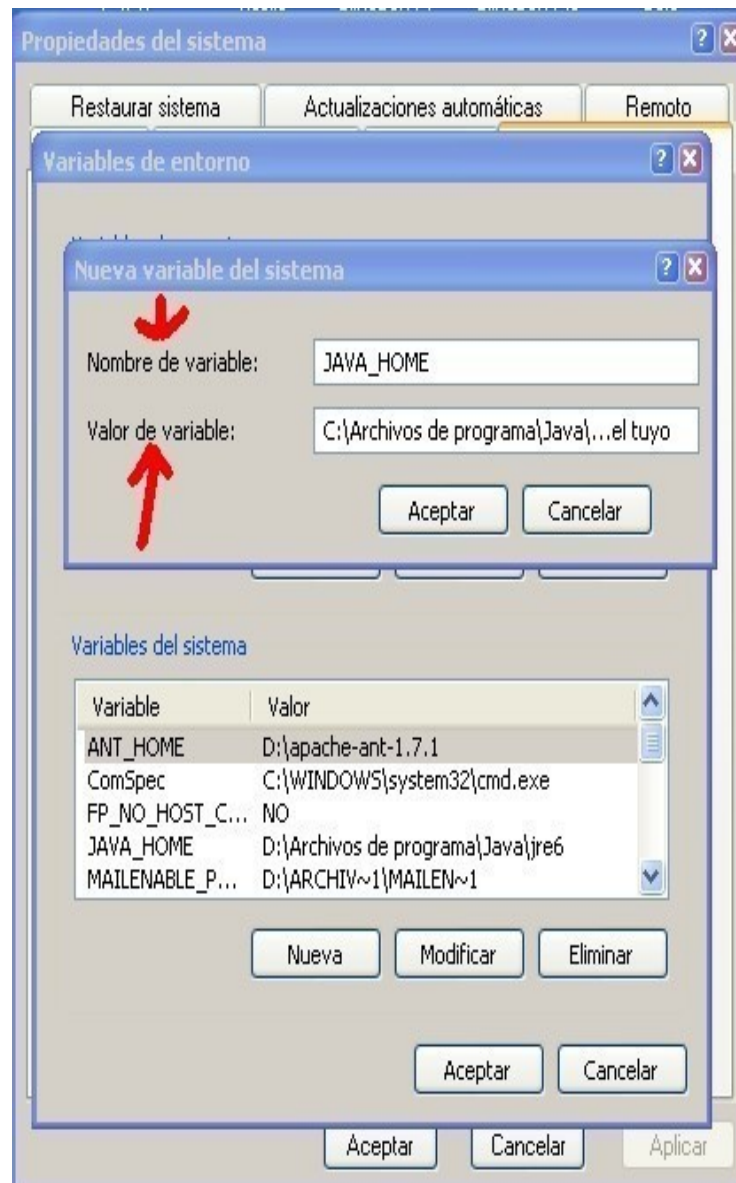 Propiedades del sistema
Restaurar sistema
Actualizaciones automáticas
Remoto
Variables de entorno
Nueva variable del sistema
Nombre de variable:
JAVA_HOME
Valor de variable:
C:\Archivos de programa\Java\...el tuyo
Aceptar
Cancelar
Variables del sistema
Variable
Valor
ANT_HOME
D:\apache-ant-1.7.1
ComSpec
C:\WINDOWS\system32\cmd.exe
FP_NO_HOST_C...
NO
JAVA_HOME
D:\Archivos de programa\Java\jre6
MAILENABLE_P...
D:\ARCHIV~1\MAILEN~1
Nueva
Modificar
Eliminar
Aceptar
Cancelar
Aceptar
Cancelar
Aplicar